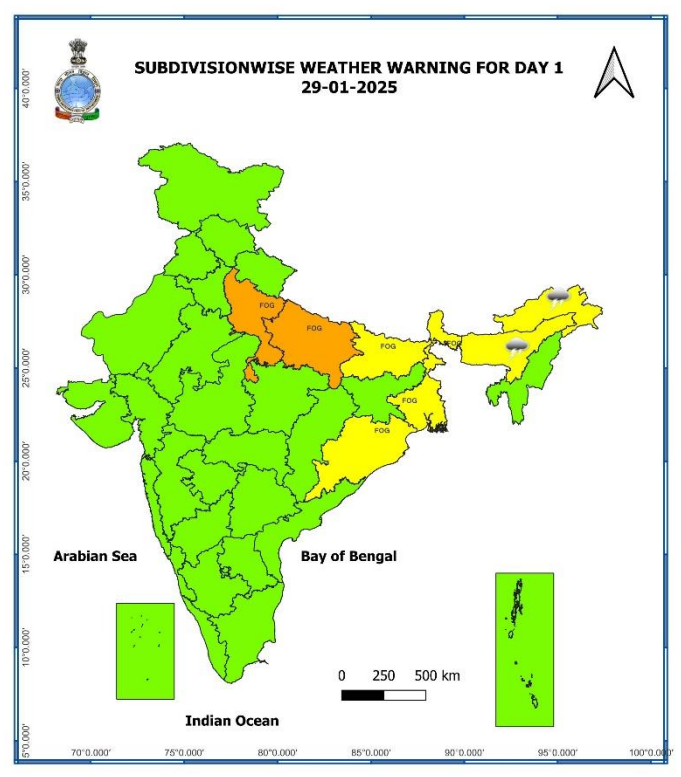 SUBDIVISIONWISE WEATHER WARNING FOR DAY 1
29-01-2025
40°0.000'
35°0.000'
30°0.000'
25°0.000'
20°0.000'
15°0.000'
10°0.000'
5°0.000'
FOG
FOG
FOG
FOG
FOG
FOG
Arabian Sea
Bay of Bengal
0 250 500 km
Indian Ocean
70°0.000' 75°0.000' 80°0.000' 85°0.000' 90°0.000' 95°0.000' 100°0.000'